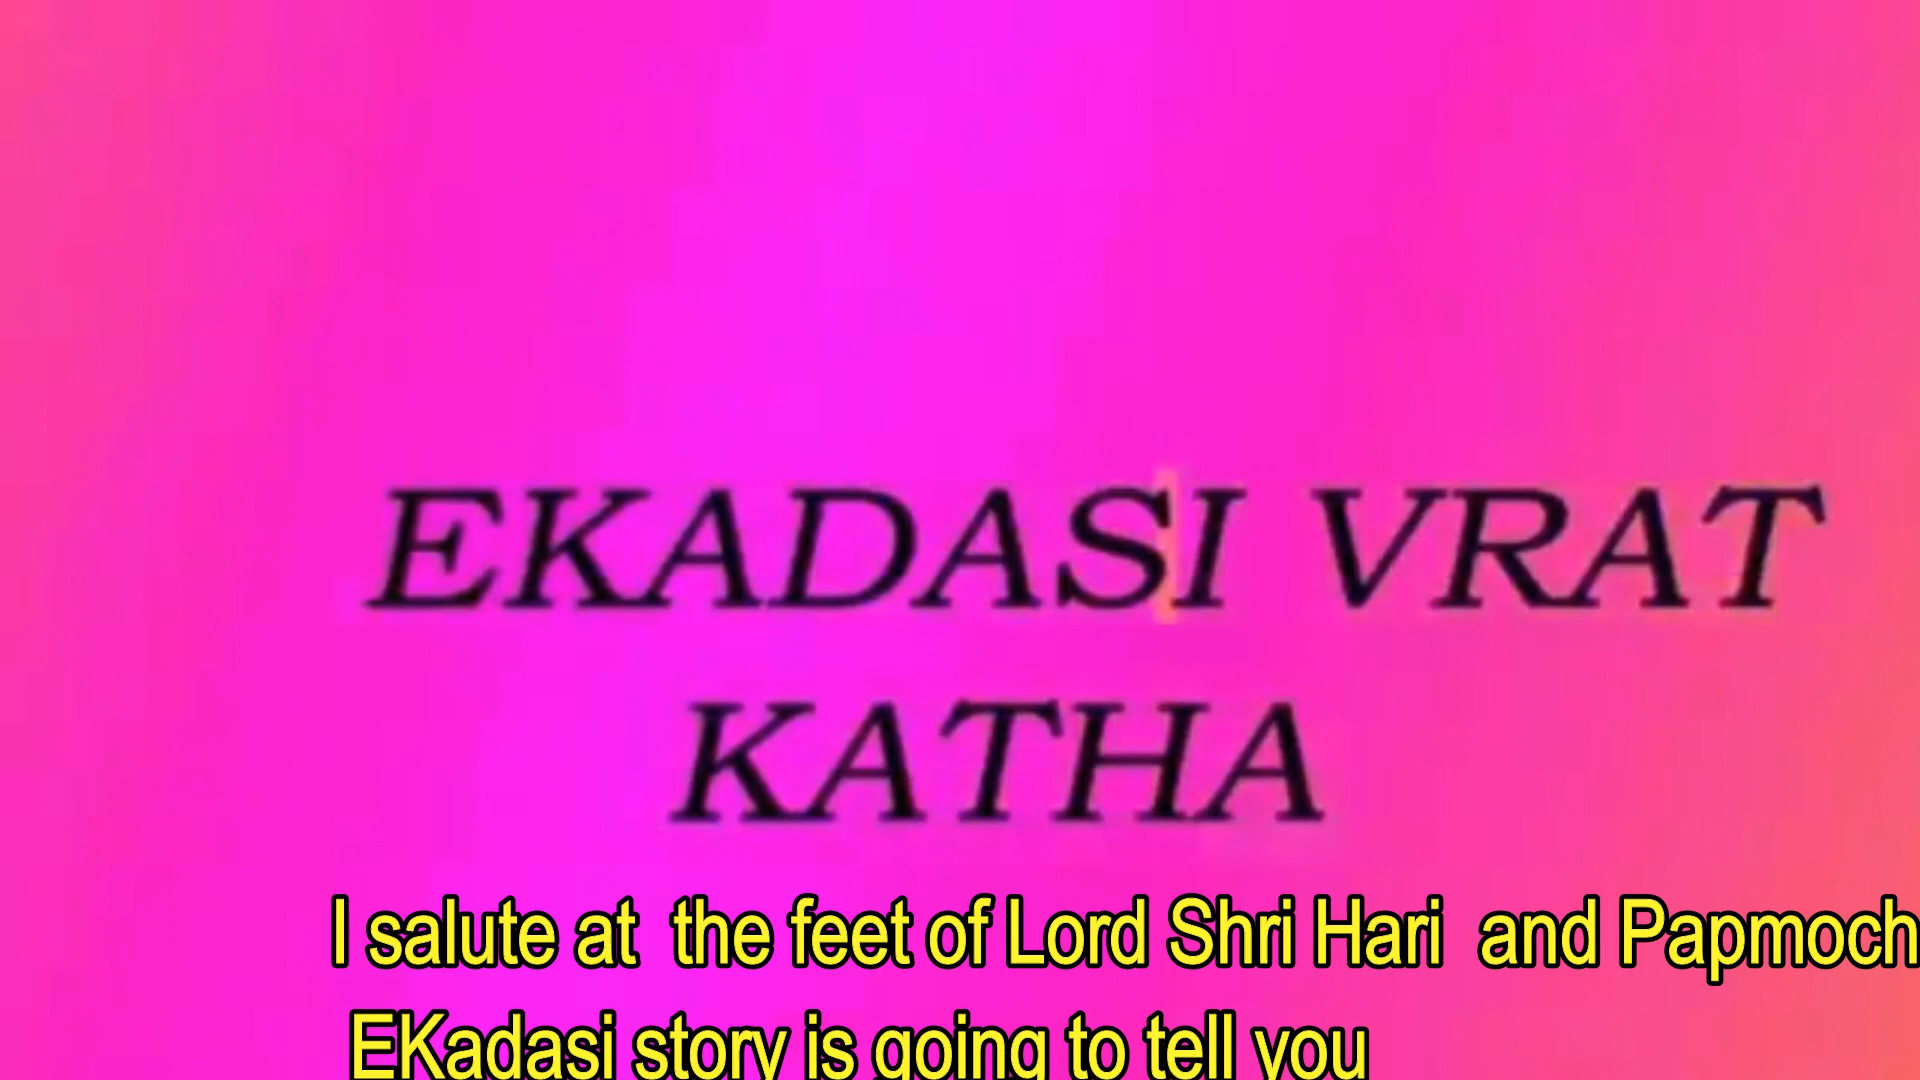 EKADASI VRAT
KATHA
I salute at the feet of Lord Shri Hari and Papmoch
EKadasi story is going to tell you